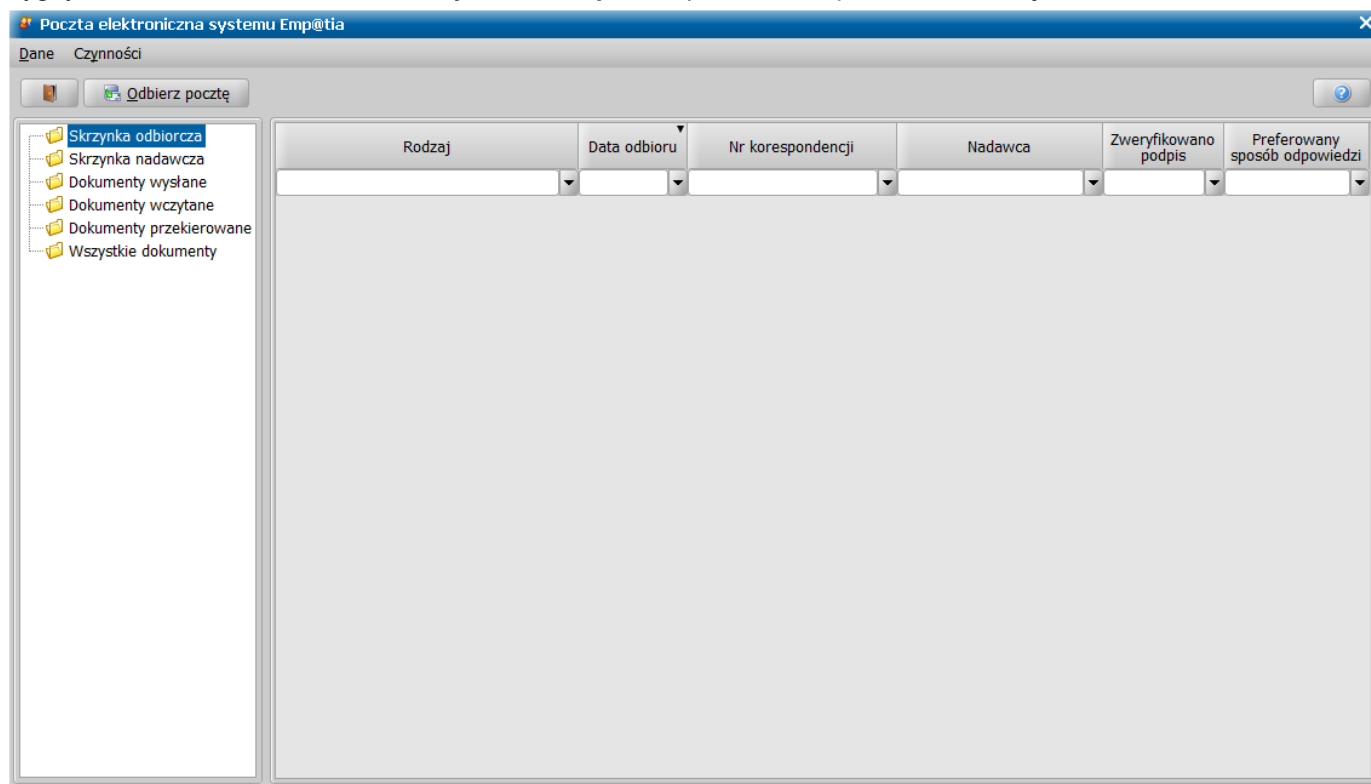 Poczta elektroniczna systemu Emp@tia
Dane Czynności
Odbierz pocztę
Skrzynka odbiorcza
Skrzynka nadawcza
Dokumenty wysłane
Dokumenty wczytane
Dokumenty przekierowane
Wszystkie dokumenty
Rodzaj Data odbioru Nr korespondencji Nadawca Zweryfikowano podpis Preferowany sposób odpowiedzi